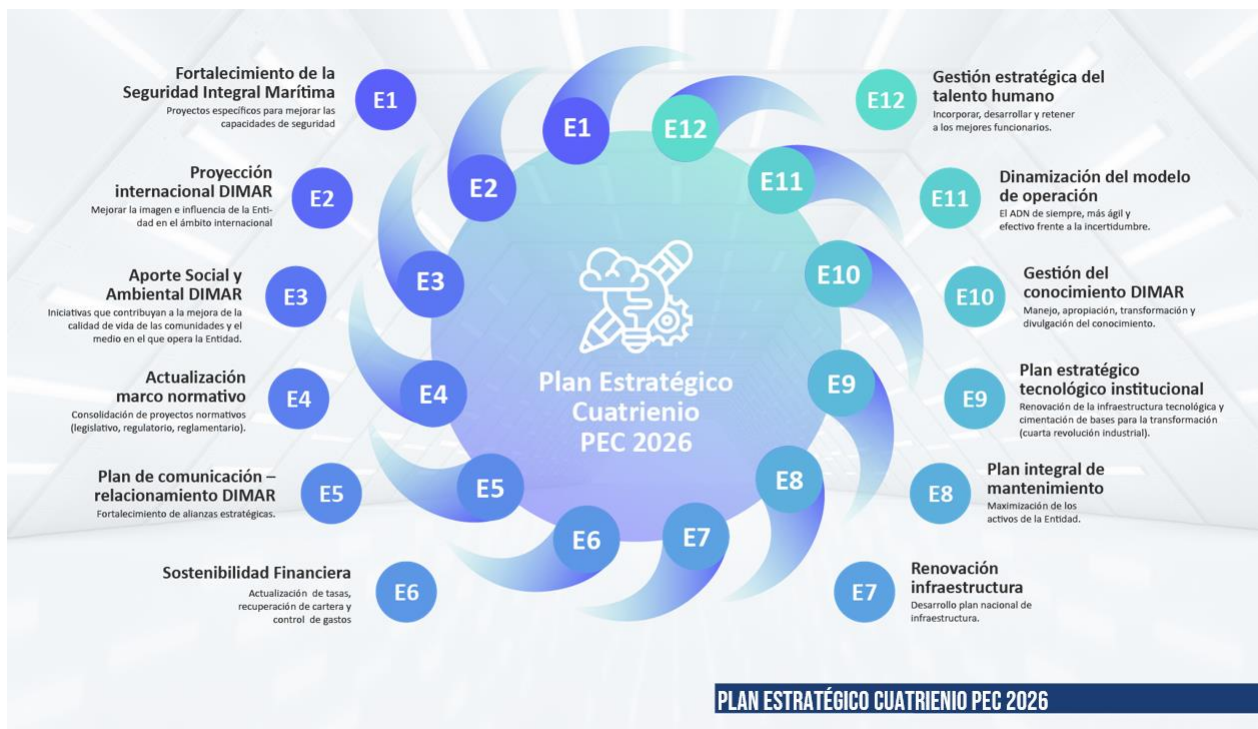 Fortalecimiento de la
Seguridad Integral Marítima
Proyectos específicos para mejorar las
capacidades de seguridad
E1
Proyección
internacional DIMAR
Mejorar la imagen e influencia de la Enti-
dad en el ámbito internacional
E2
Aporte Social y
Ambiental DIMAR
Iniciativas que contribuyan a la mejora de la
calidad de vida de las comunidades y el
medio en el que opera la Entidad.
E3
Actualización
marco normativo
Consolidación de proyectos normativos
(legislativo, regulatorio, reglamentario).
E4
Plan de comunicación –
relacionamiento DIMAR
Fortalecimiento de alianzas estratégicas.
E5
Sostenibilidad Financiera
Actualización de tasas,
recuperación de cartera y
control de gastos
E6
E1
E2
E3
E4
E5
E6
E7
E8
E9
E10
E11
E12
Plan Estratégico
Cuatrienio
PEC 2026
E12
Gestión estratégica del
talento humano
Incorporar, desarrollar y retener
a los mejores funcionarios.
E11
Dinamización del modelo
de operación
El ADN de siempre, más ágil y
efectivo frente a la incertidumbre.
E10
Gestión del
conocimiento DIMAR
Manejo, apropiación, transformación y
divulgación del conocimiento.
E9
Plan estratégico
tecnológico institucional
Renovación de la infraestructura tecnológica y
cimentación de bases para la transformación
(cuarta revolución industrial).
E8
Plan integral de
mantenimiento
Maximización de los
activos de la Entidad.
E7
Renovación
infraestructura
Desarrollo plan nacional de
infraestructura.
PLAN ESTRATÉGICO CUATRIENIO PEC 2026